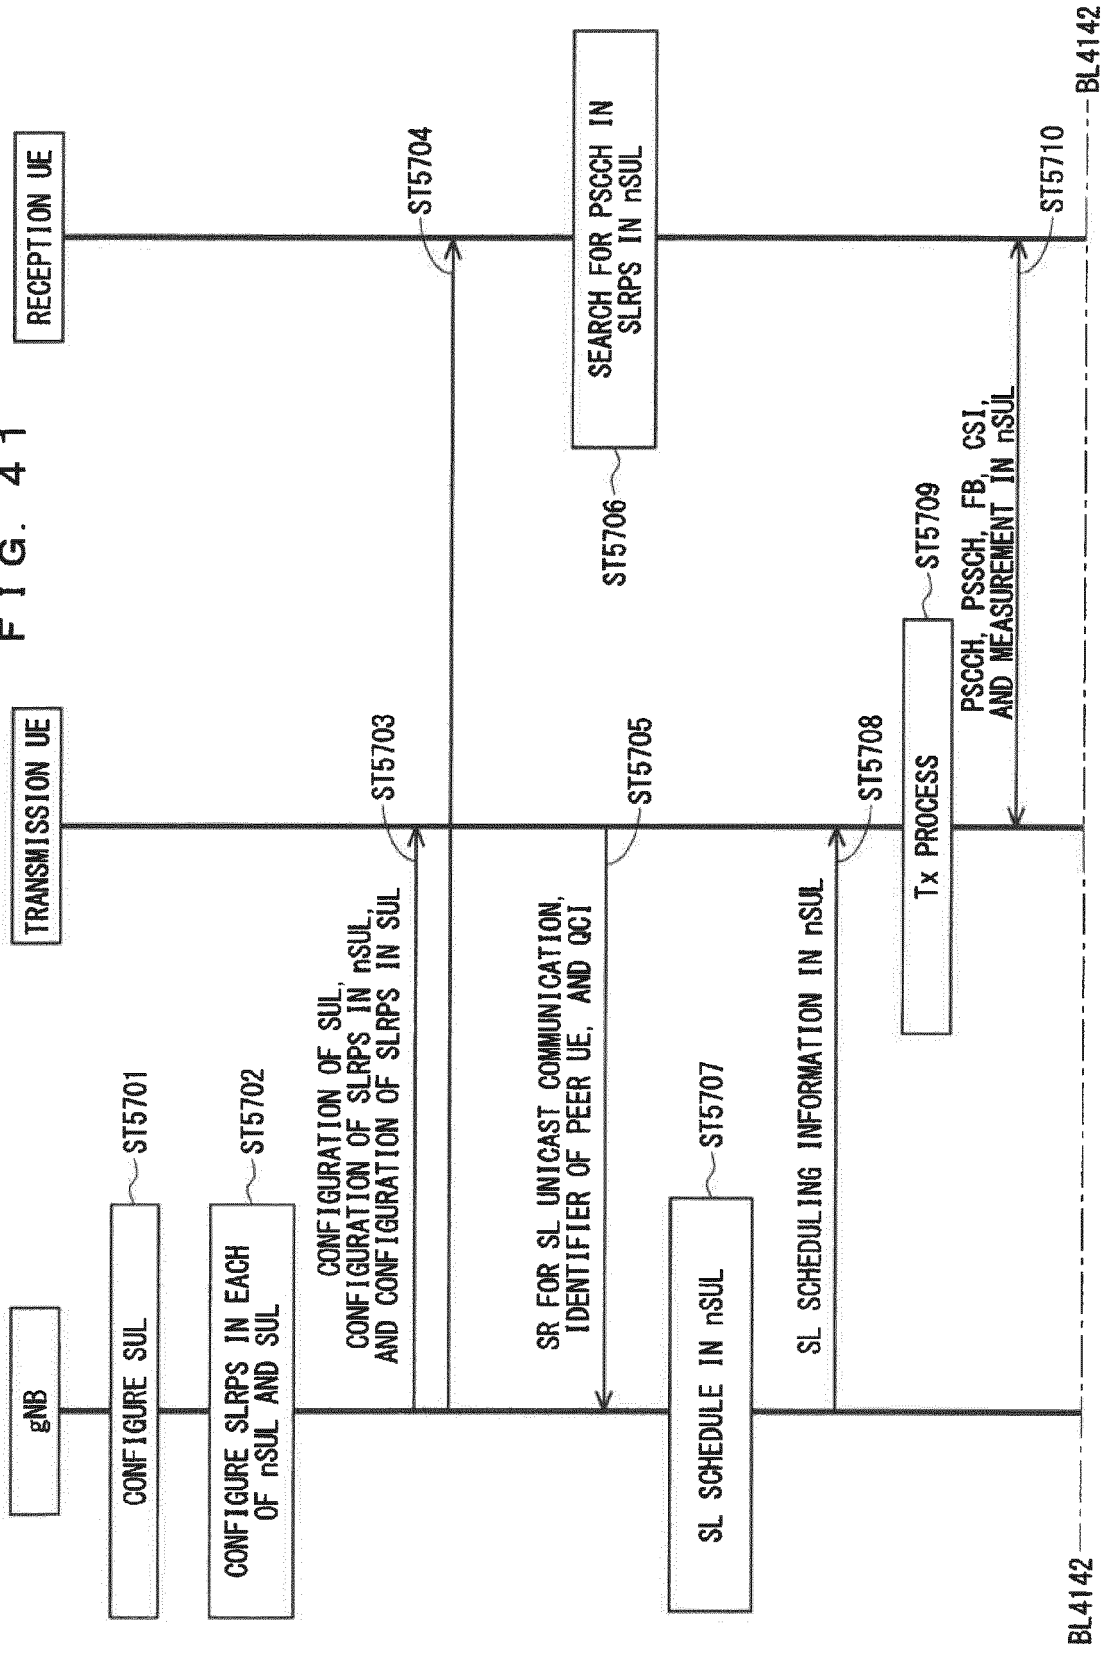 FIG. 41
gNB
TRANSMISSION UE
RECEPTION UE
CONFIGURE SUL
ST5701
CONFIGURE SLRPS IN EACH
OF nSUL AND SUL
ST5702
CONFIGURATION OF SUL,
CONFIGURATION OF SLRPS IN nSUL,
AND CONFIGURATION OF SLRPS IN SUL
ST5703
ST5704
SR FOR SL UNICAST COMMUNICATION,
IDENTIFIER OF PEER UE, AND QCI
ST5705
SEARCH FOR PSCCH IN
SLRPS IN nSUL
ST5706
SL SCHEDULE IN nSUL
ST5707
SL SCHEDULING INFORMATION IN nSUL
ST5708
Tx PROCESS
ST5709
PSCCH, PSSCH, FB, CSI,
AND MEASUREMENT IN nSUL
ST5710
BL4142
BL4142